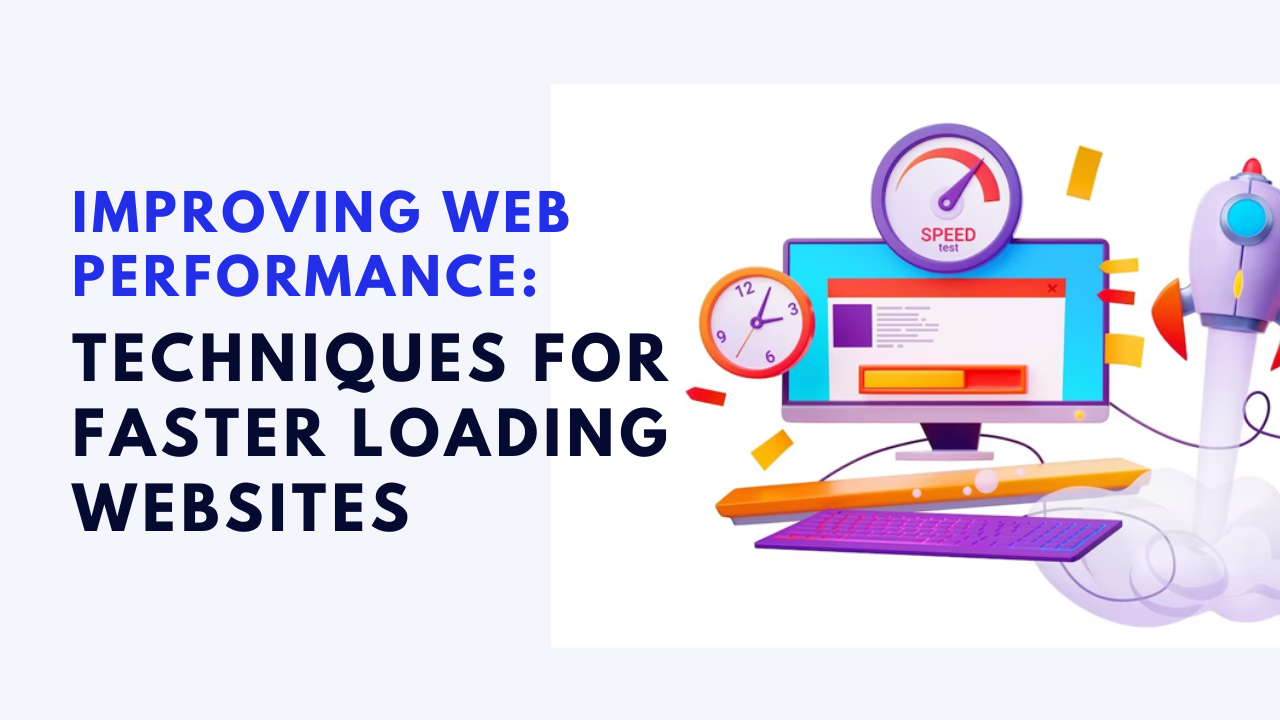 IMPROVING WEB
PERFORMANCE:
TECHNIQUES FOR
FASTER LOADING
WEBSITES
SPEED
test
12
3
9
6